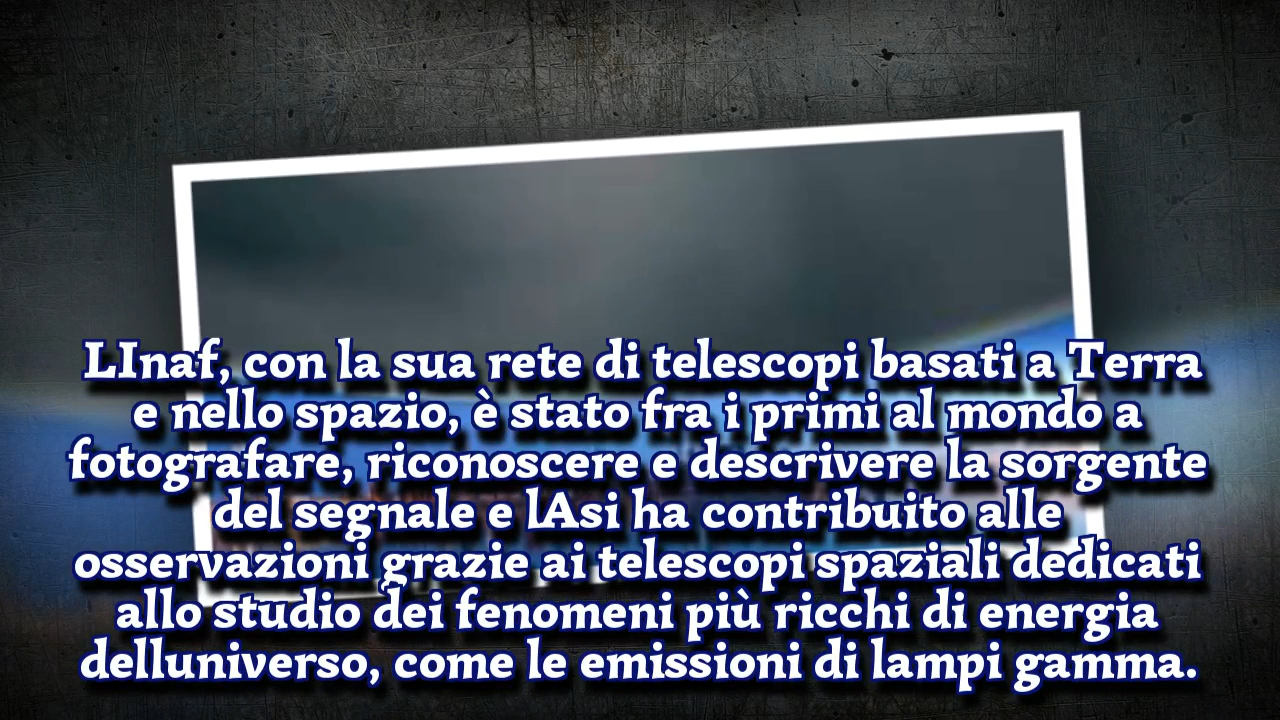 LInaf, con la sua rete di telescopi basati a Terra
e nello spazio, è stato fra i primi al mondo a
fotografare, riconoscere e descrivere la sorgente
del segnale e lAsi ha contribuito alle
osservazioni grazie ai telescopi spaziali dedicati
allo studio dei fenomeni più ricchi di energia
delluniverso, come le emissioni di lampi gamma.